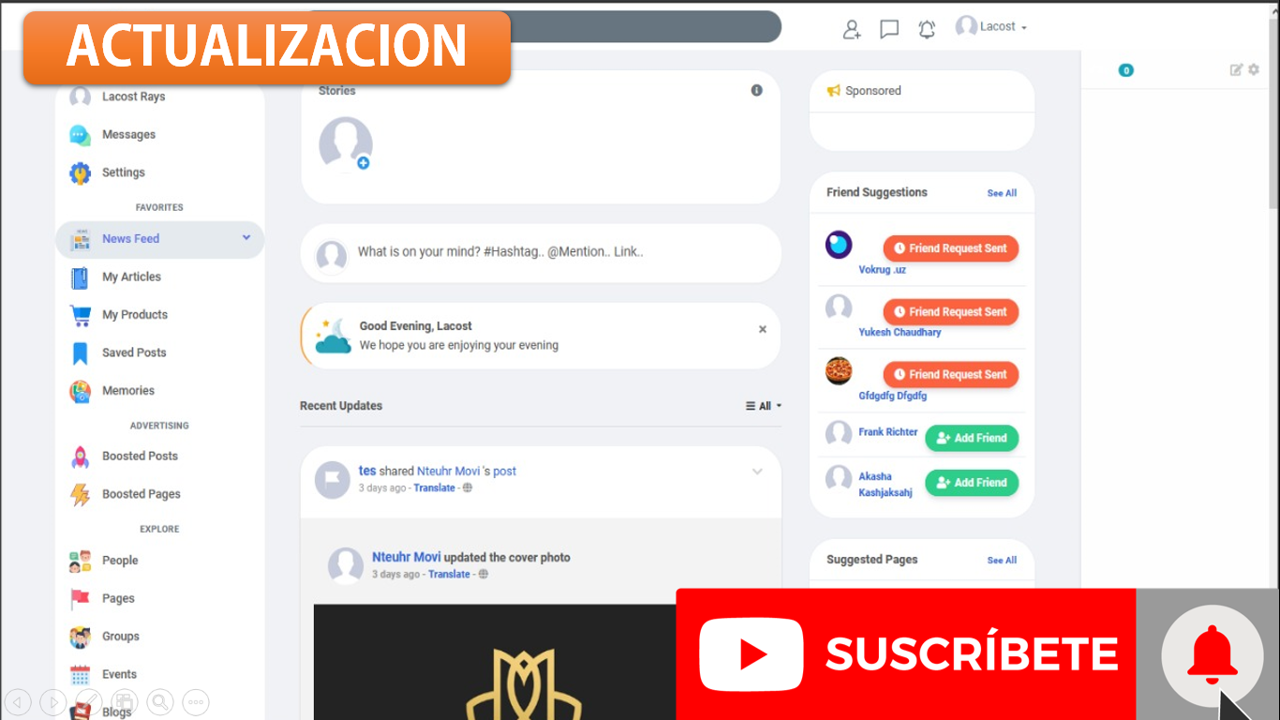 ACTUALIZACION
Lacost
0
Lacost Rays
Messages
Settings
FAVORITES
News Feed
My Articles
My Products
Saved Posts
Memories
ADVERTISING
Boosted Posts
Boosted Pages
EXPLORE
People
Pages
Groups
Events
Blogs
Stories
What is on your mind? #Hashtag.. @Mention.. Link..
Good Evening, Lacost
We hope you are enjoying your evening
Recent Updates
All
tes shared Nteuhr Movi 's post
3 days ago - Translate -
Nteuhr Movi updated the cover photo
3 days ago - Translate -
Sponsored
Friend Suggestions
See All
Friend Request Sent
Vokrug .uz
Friend Request Sent
Yukesh Chaudhary
Friend Request Sent
Gfdgdfg Dfgdfg
Frank Richter
Add Friend
Akasha
Kashjaksahj
Add Friend
Suggested Pages
See All
SUSCRÍBETE